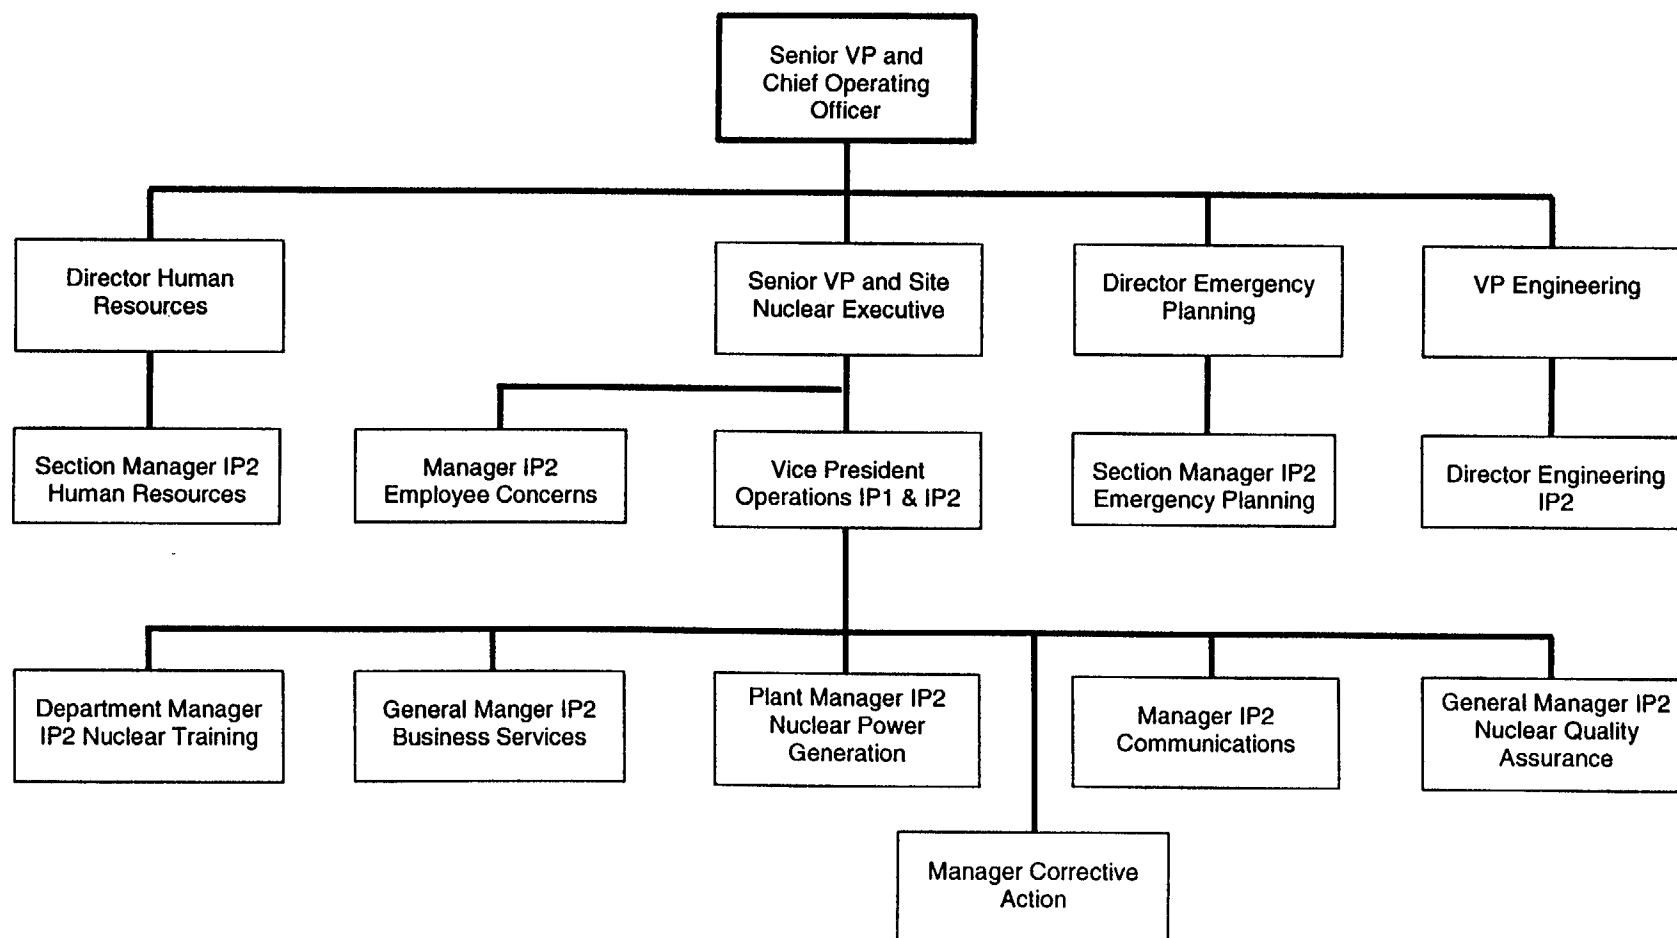 Senior VP and
Chief Operating
Officer
Director Human
Resources
Senior VP and Site
Nuclear Executive
Director Emergency
Planning
VP Engineering
Section Manager IP2
Human Resources
Manager IP2
Employee Concerns
Vice President
Operations IP1 & IP2
Section Manager IP2
Emergency Planning
Director Engineering
IP2
Department Manager
IP2 Nuclear Training
General Manger IP2
Business Services
Plant Manager IP2
Nuclear Power
Generation
Manager IP2
Communications
General Manager IP2
Nuclear Quality
Assurance
Manager Corrective
Action